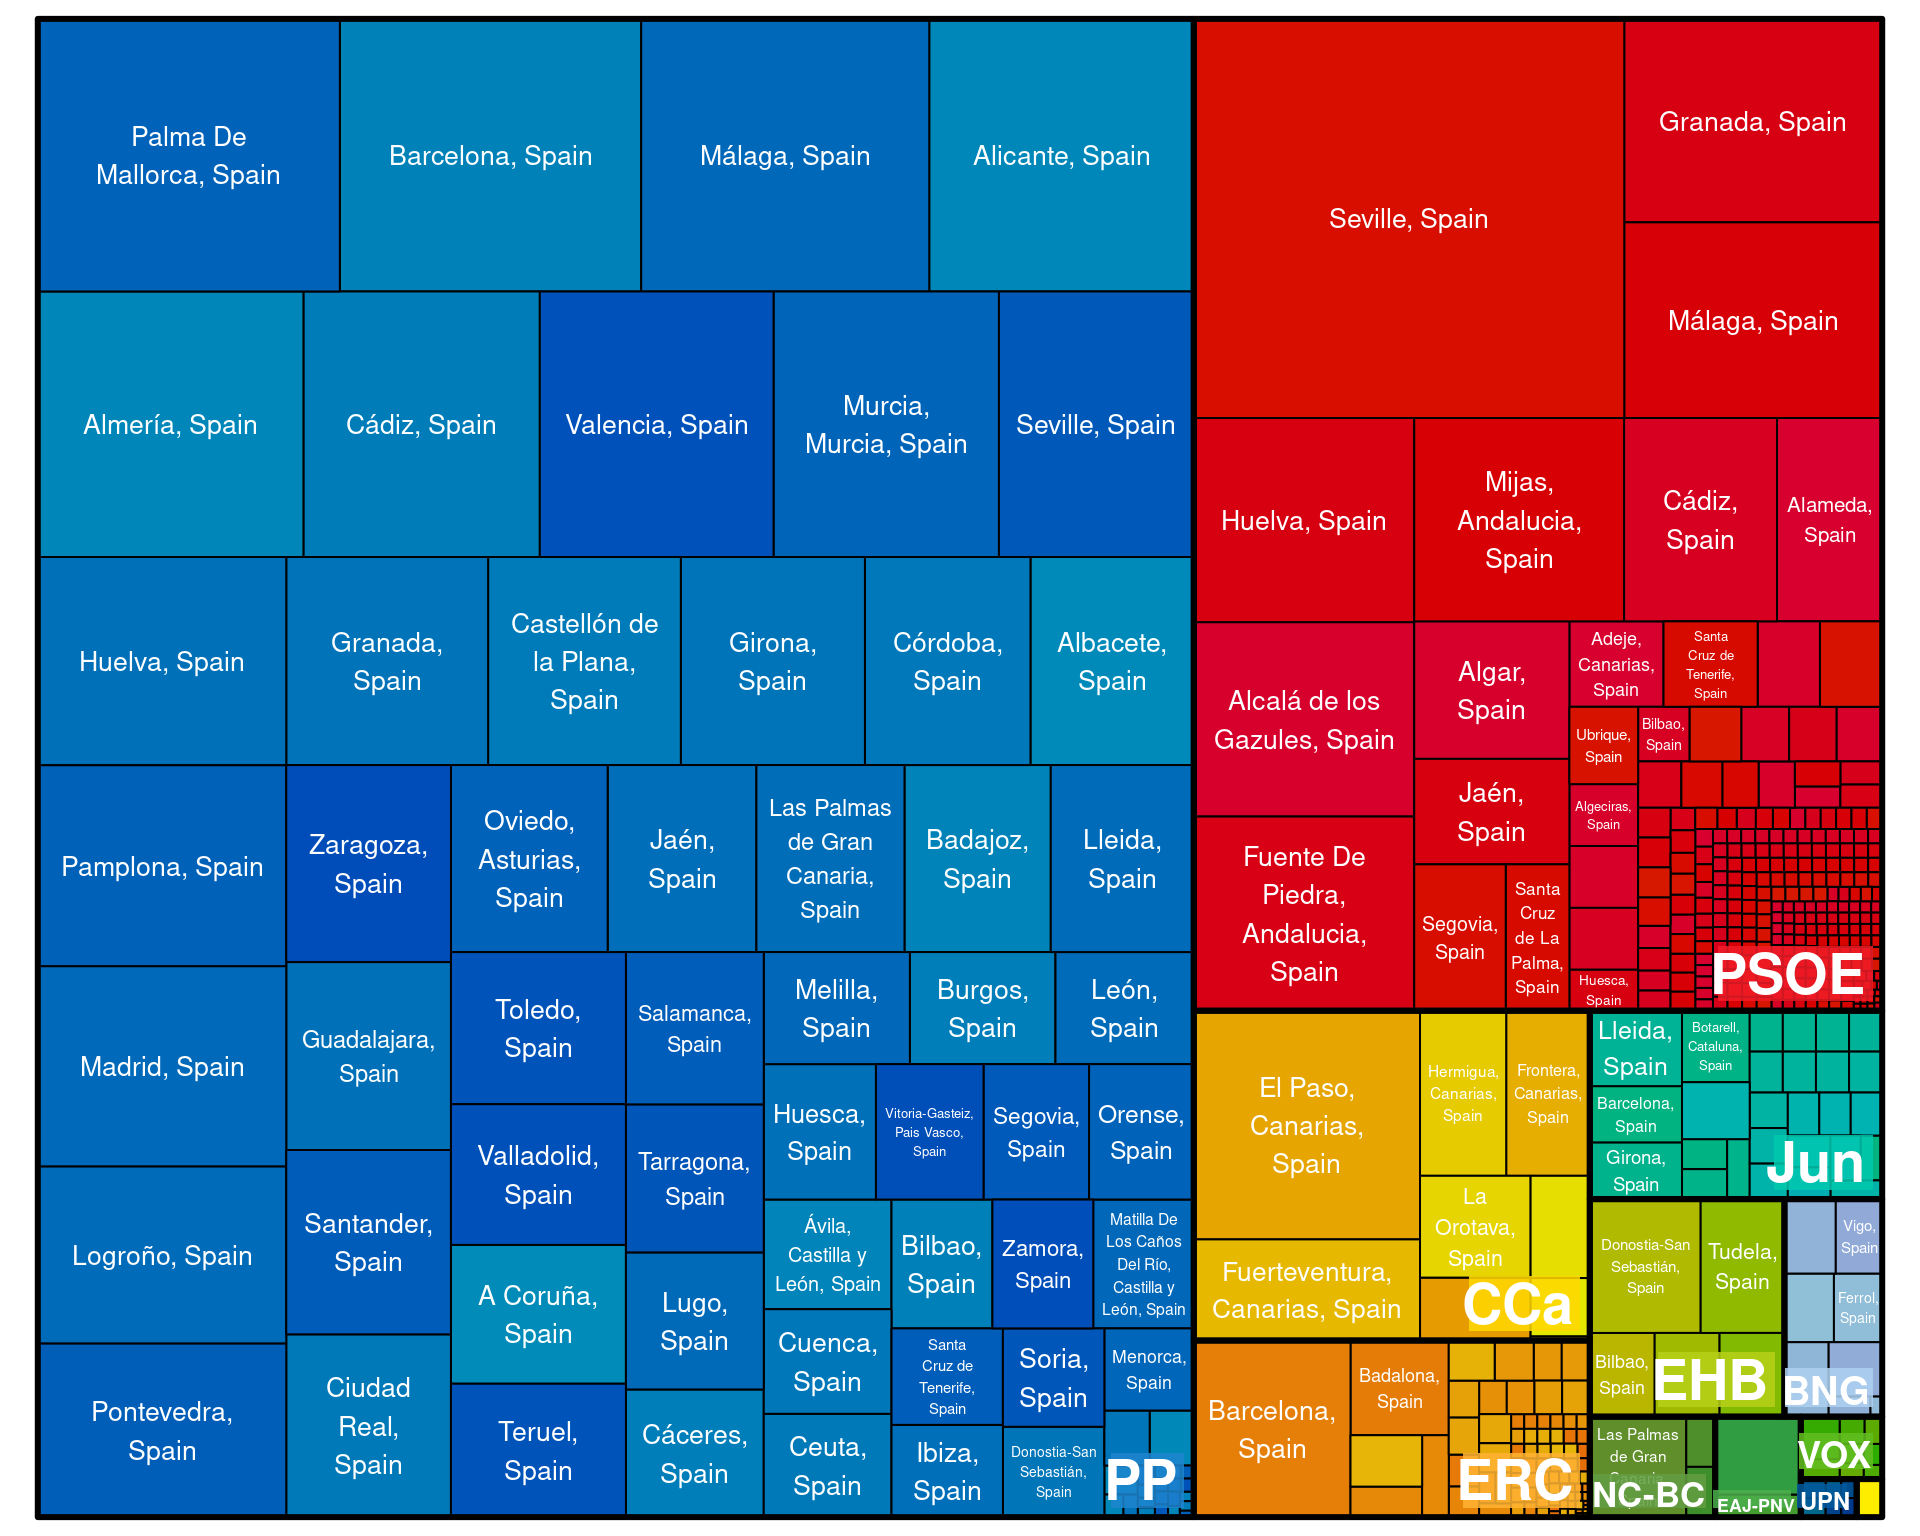 Palma De
Mallorca, Spain
Barcelona, Spain
Málaga, Spain
Alicante, Spain
Almería, Spain
Cádiz, Spain
Valencia, Spain
Murcia,
Murcia, Spain
Seville, Spain
Huelva, Spain
Granada,
Spain
Castellón de
la Plana,
Spain
Girona,
Spain
Córdoba,
Spain
Albacete,
Spain
Pamplona, Spain
Zaragoza,
Spain
Oviedo,
Asturias,
Spain
Jaén,
Spain
Las Palmas
de Gran
Canaria,
Spain
Badajoz,
Spain
Lleida,
Spain
Madrid, Spain
Guadalajara,
Spain
Toledo,
Spain
Salamanca,
Spain
Melilla,
Spain
Burgos,
Spain
León,
Spain
Logroño, Spain
Santander,
Spain
Valladolid,
Spain
Tarragona,
Spain
Huesca,
Spain
Vitoria-Gasteiz,
Pais Vasco,
Spain
Segovia,
Spain
Orense,
Spain
Pontevedra,
Spain
Ciudad
Real,
Spain
A Coruña,
Spain
Teruel,
Spain
Lugo,
Spain
Cáceres,
Spain
Ávila,
Castilla y
León, Spain
Bilbao,
Spain
Zamora,
Spain
Matilla De
Los Caños
Del Río,
Castilla y
León, Spain
Cuenca,
Spain
Ceuta,
Spain
Santa
Cruz de
Tenerife,
Spain
Ibiza,
Spain
Soria,
Spain
Donostia-San
Sebastián,
Spain
Menorca,
Spain
PP
Seville, Spain
Granada, Spain
Málaga, Spain
Huelva, Spain
Mijas,
Andalucia,
Spain
Cádiz,
Spain
Alameda,
Spain
Alcalá de los
Gazules, Spain
Fuente De
Piedra,
Andalucia,
Spain
Algar,
Spain
Jaén,
Spain
Segovia,
Spain
Santa
Cruz
de La
Palma,
Spain
Adeje,
Canarias,
Spain
Santa
Cruz de
Tenerife,
Spain
Ubrique,
Spain
Bilbao,
Spain
Algeciras,
Spain
Huesca,
Spain
PSOE
El Paso,
Canarias,
Spain
Fuerteventura,
Canarias, Spain
Hermigua,
Canarias,
Spain
Frontera,
Canarias,
Spain
La
Orotava,
Spain
CCa
Barcelona,
Spain
Badalona,
Spain
ERC
Lleida,
Spain
Barcelona,
Spain
Girona,
Spain
Botarell,
Cataluna,
Spain
Jun
Donostia-San
Sebastián,
Spain
Tudela,
Spain
Bilbao,
Spain
EHB
Vigo,
Spain
Ferrol,
Spain
BNG
Las Palmas
de Gran
Canaria,
NC-BC
EAJ-PNV
VOX
UPN